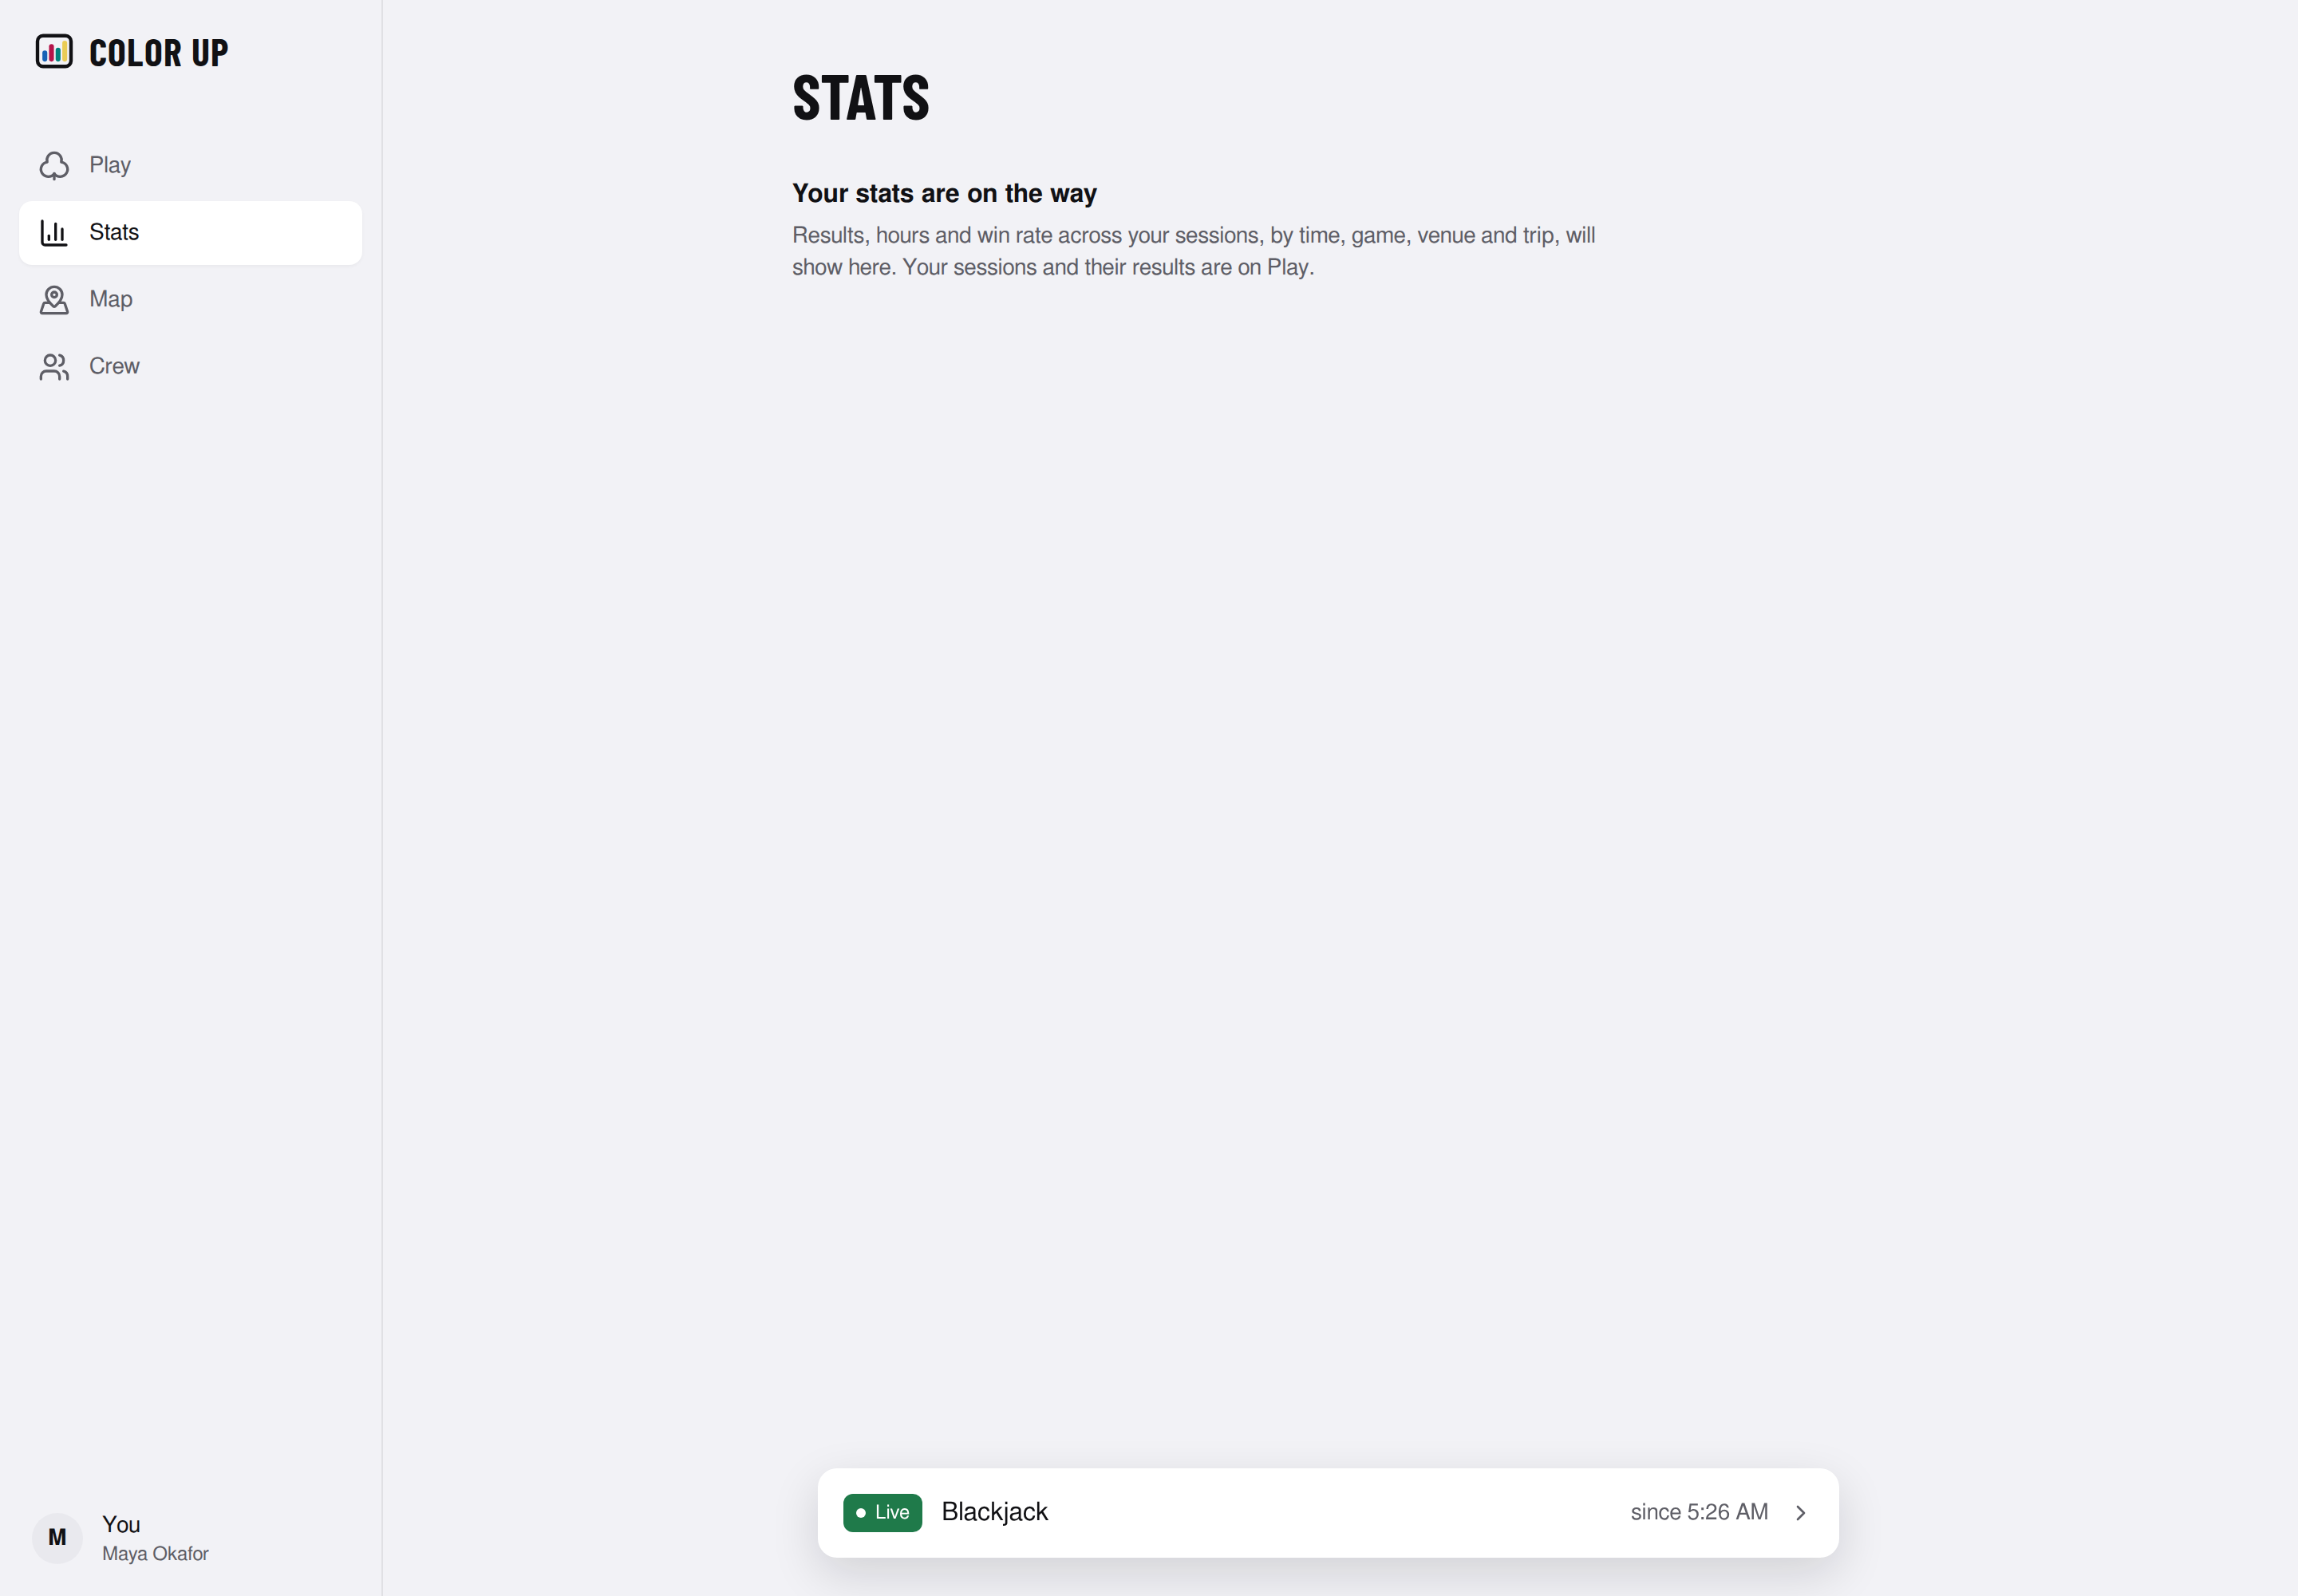 COLOR UP
Play
Stats
Map
Crew
STATS
Your stats are on the way
Results, hours and win rate across your sessions, by time, game, venue and trip, will
show here. Your sessions and their results are on Play.
Live
Blackjack
since 5:26 AM
M
You
Maya Okafor